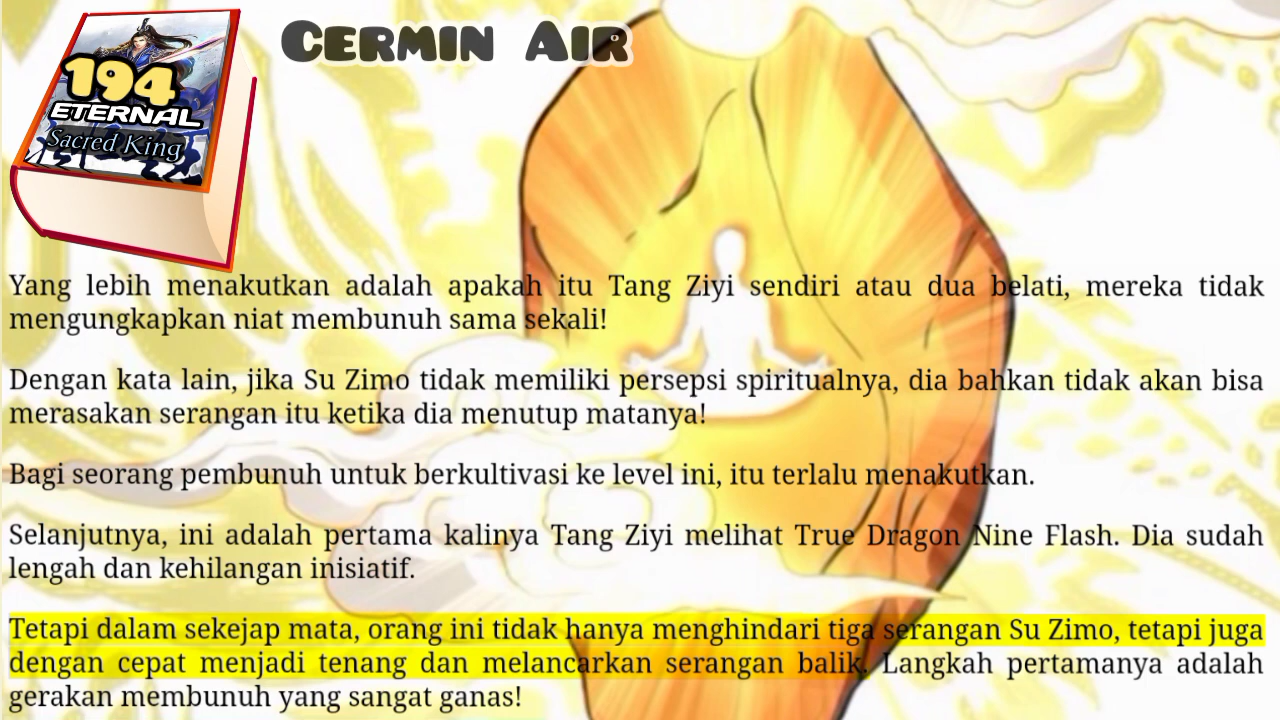 Cermin Air
194
ETERNAL
Sacred King
Yang lebih menakutkan adalah apakah itu Tang Ziyi sendiri atau dua belati, mereka tidak
mengungkapkan niat membunuh sama sekali!
Dengan kata lain, jika Su Zimo tidak memiliki persepsi spiritualnya, dia bahkan tidak akan bisa
merasakan serangan itu ketika dia menutup matanya!
Bagi seorang pembunuh untuk berkultivasi ke level ini, itu terlalu menakutkan.
Selanjutnya, ini adalah pertama kalinya Tang Ziyi melihat True Dragon Nine Flash. Dia sudah
lengah dan kehilangan inisiatif.
Tetapi dalam sekejap mata, orang ini tidak hanya menghindari tiga serangan Su Zimo, tetapi juga
dengan cepat menjadi tenang dan melancarkan serangan balik. Langkah pertamanya adalah
gerakan membunuh yang sangat ganas!